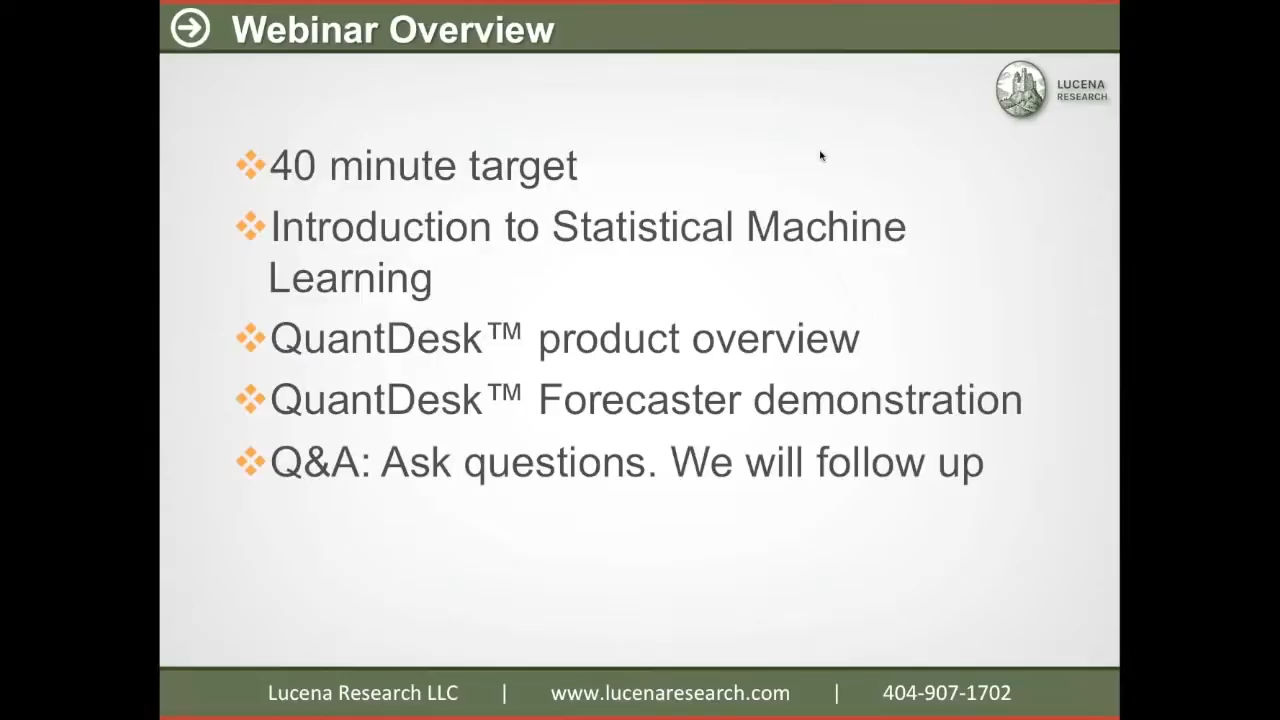 Webinar Overview
LUCENA
RESEARCH
40 minute target
Introduction to Statistical Machine
Learning
QuantDesk™ product overview
QuantDesk™ Forecaster demonstration
Q&A: Ask questions. We will follow up
Lucena Research LLC | www.lucenaresearch.com | 404-907-1702